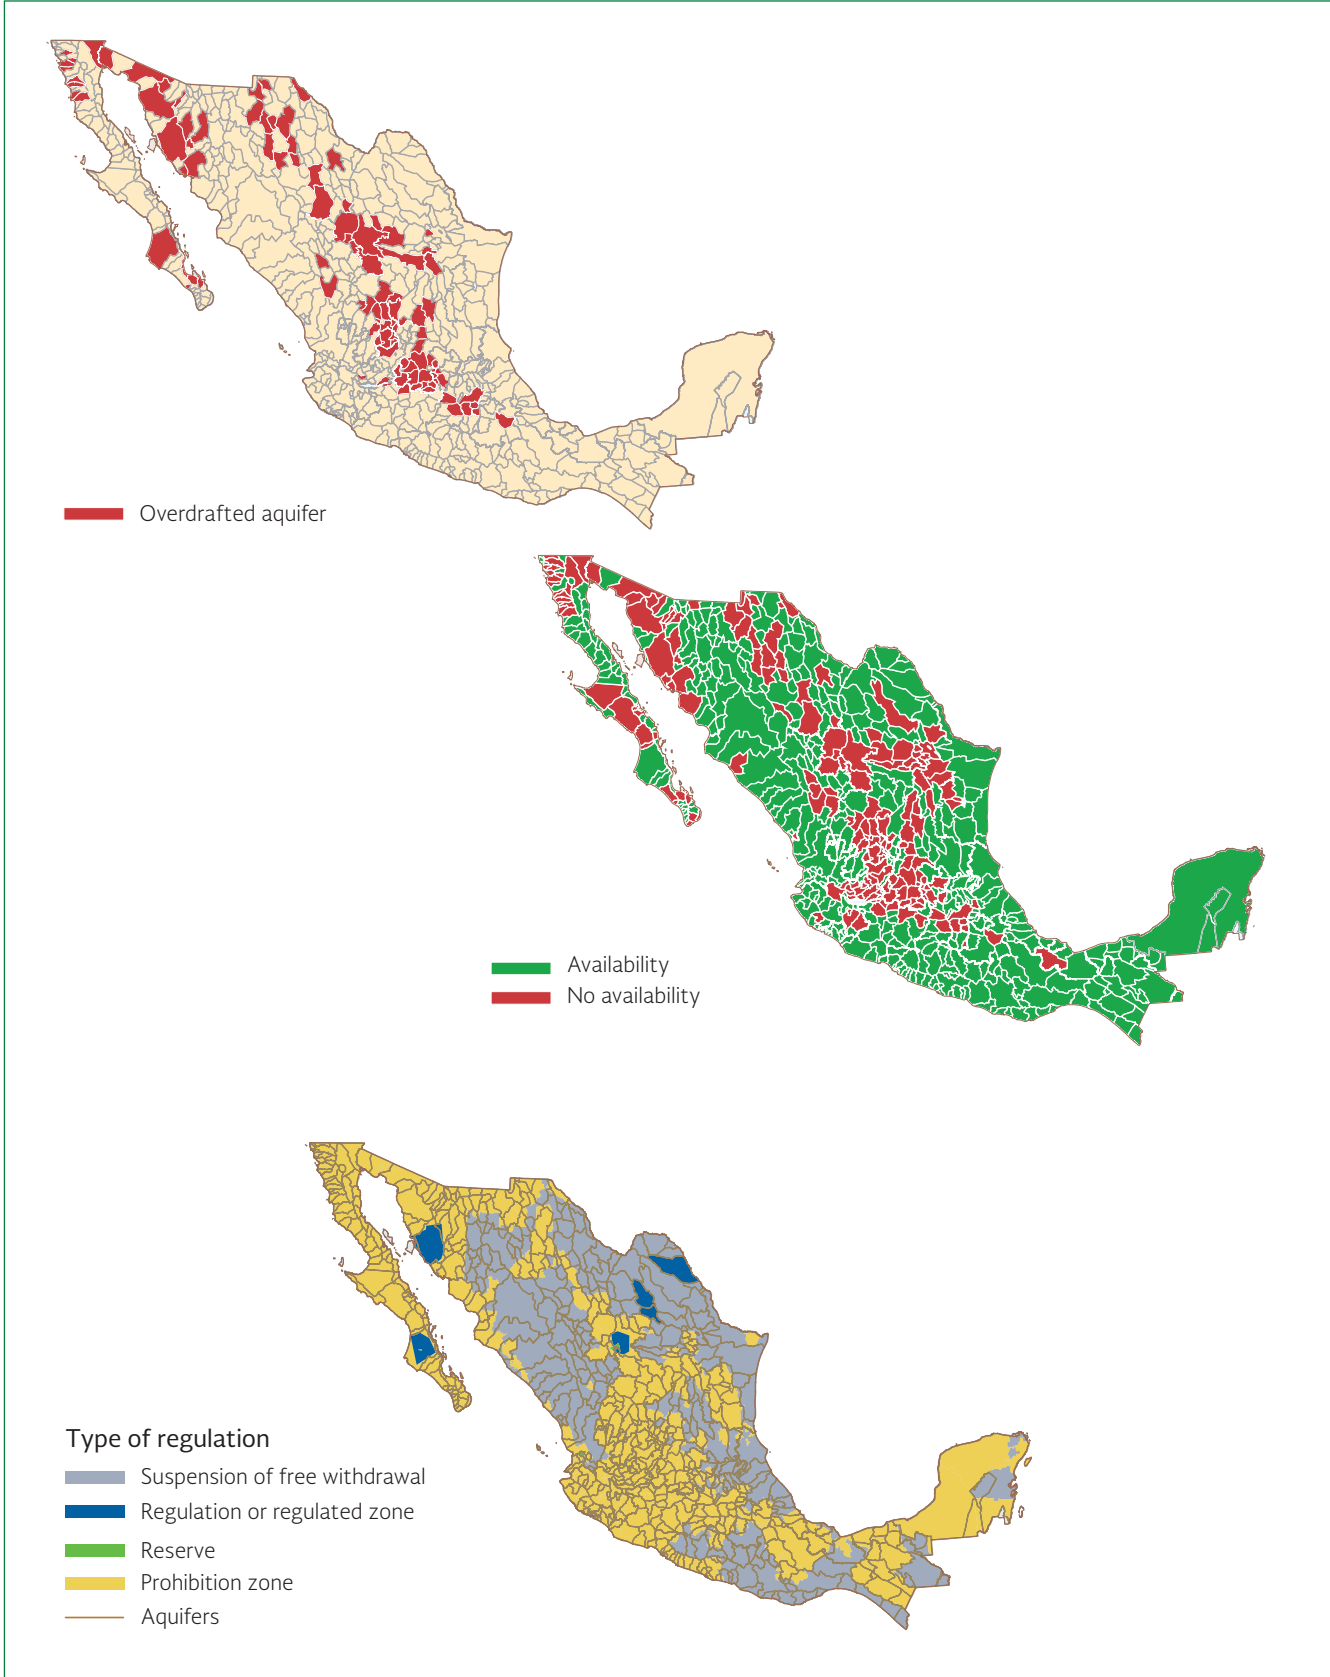 Overdrafted aquifer
Availability
No availability
Type of regulation
Suspension of free withdrawal
Regulation or regulated zone
Reserve
Prohibition zone
Aquifers